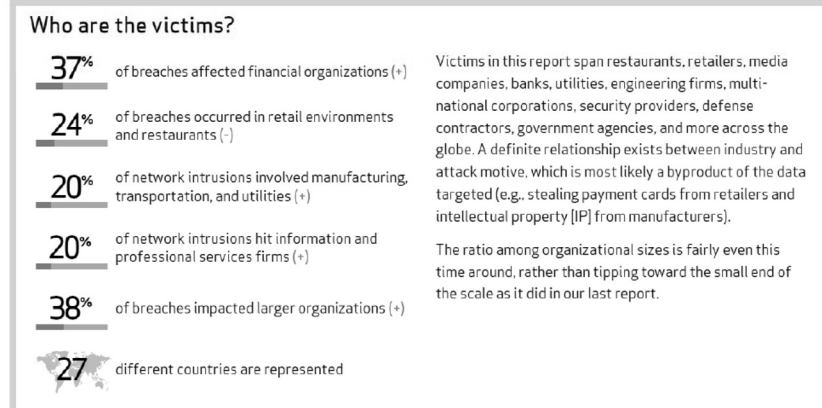 Who are the victims?
37%
of breaches affected financial organizations (+)
24%
of breaches occurred in retail environments
and restaurants (-)
20%
of network intrusions involved manufacturing,
transportation, and utilities (+)
20%
of network intrusions hit information and
professional services firms (+)
38%
of breaches impacted larger organizations (+)
27
different countries are represented
Victims in this report span restaurants, retailers, media
companies, banks, utilities, engineering firms, multi-
national corporations, security providers, defense
contractors, government agencies, and more across the
globe. A definite relationship exists between industry and
attack motive, which is most likely a byproduct of the data
targeted (e.g., stealing payment cards from retailers and
intellectual property [IP] from manufacturers).
The ratio among organizational sizes is fairly even this
time around, rather than tipping toward the small end of
the scale as it did in our last report.